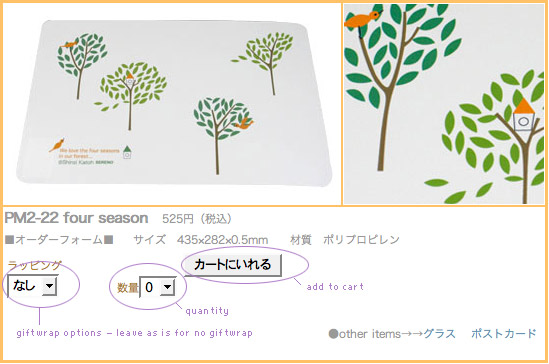 We love the four seasons
in our forest...
©Shinzi Katoh SERENO
PM2-22 four season 525円（税込）
■オーダーフォーム■ サイズ 435x282x0.5mm 材質 ポリプロピレン
ラッピング
なし 数量 0 カートにいれる
add to cart
quantity
giftwrap options – leave as is for no giftwrap
●other items→→グラス ポストカード